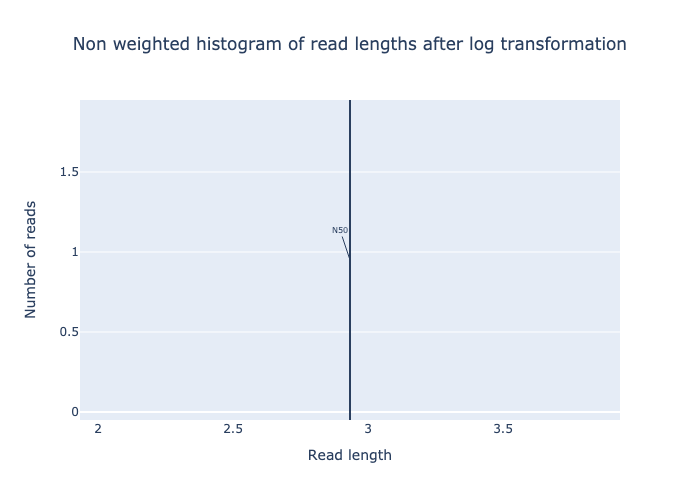 Non weighted histogram of read lengths after log transformation
Number of reads
1.5
1
0.5
0
N50
2
2.5
3
3.5
Read length